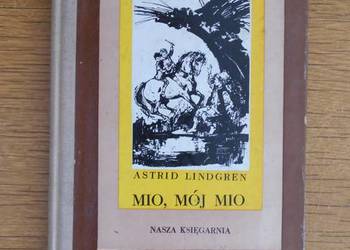 ASTRID LINDGREN
MIO, MÓJ MIO
NASZA KSIĘGARNIA